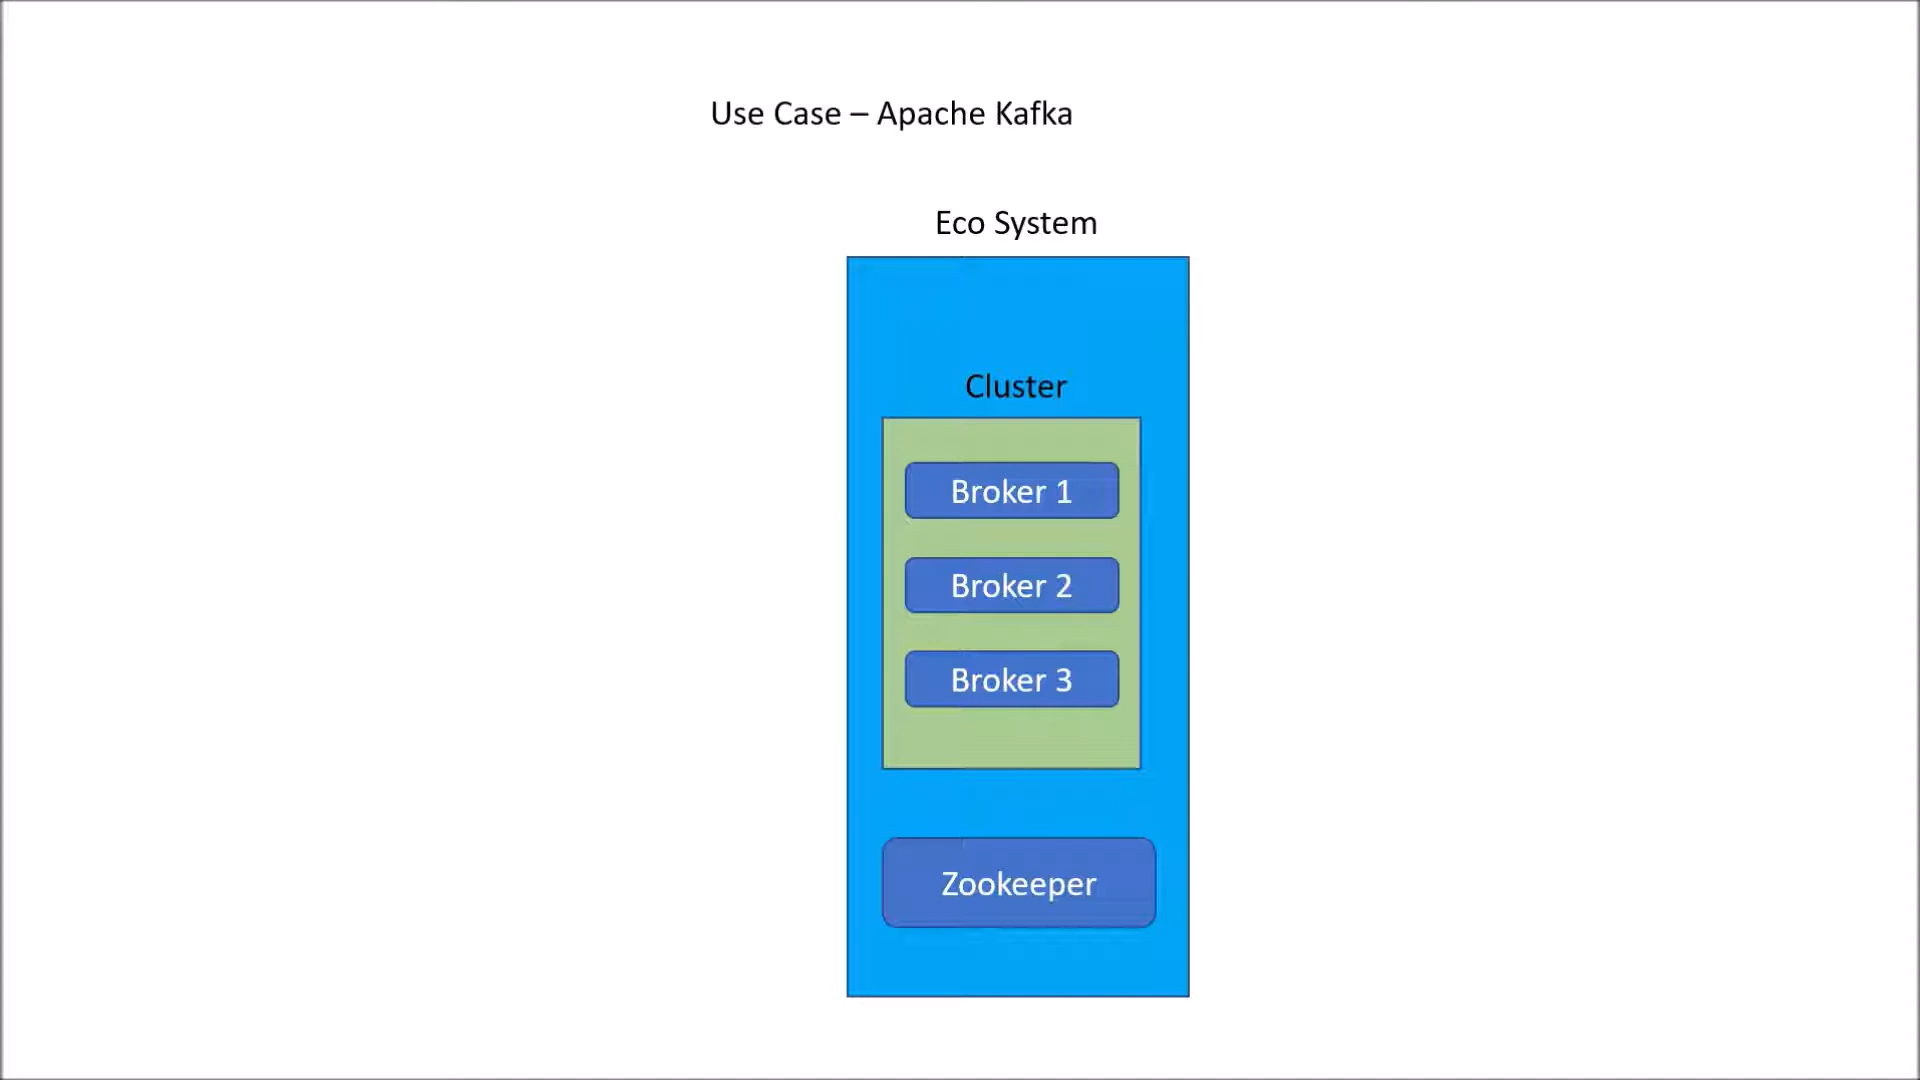 Use Case – Apache Kafka
Eco System
Cluster
Broker 1
Broker 2
Broker 3
Zookeeper